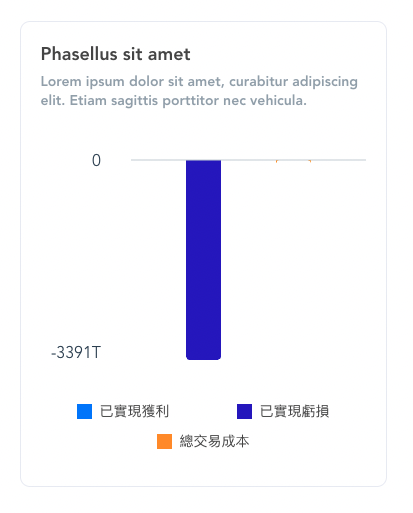 Phasellus sit amet
Lorem ipsum dolor sit amet, curabitur adipiscing
elit. Etiam sagittis porttitor nec vehicula.
0
-3391T
已實現獲利
已實現虧損
總交易成本